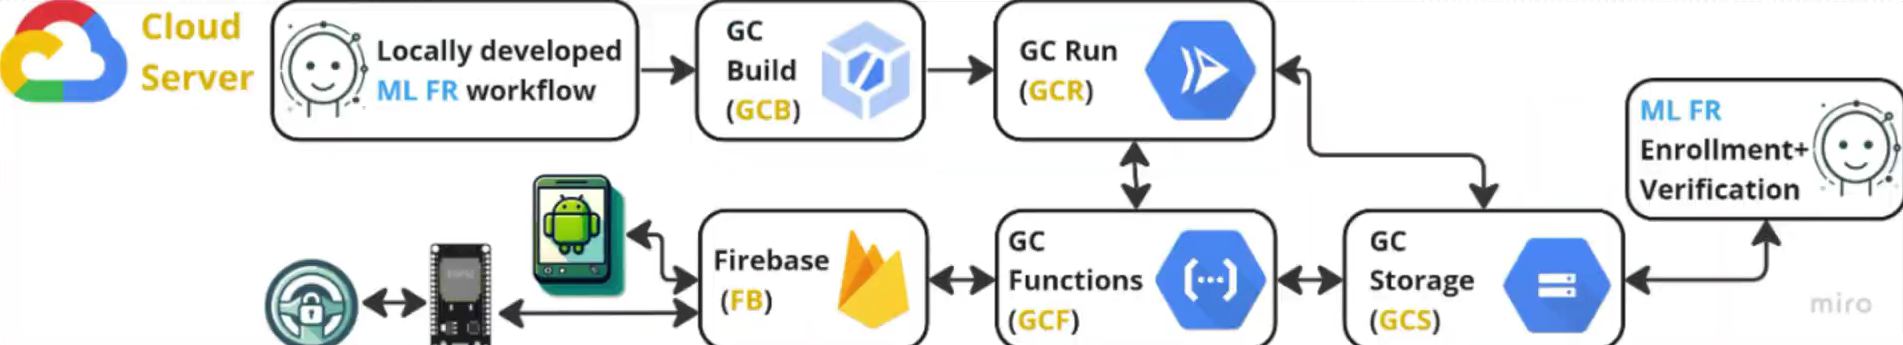 Cloud
Server
Locally developed
ML FR workflow
GC
Build
(GCB)
GC Run
(GCR)
ML FR
Enrollment+
Verification
Firebase
(FB)
GC
Functions
(GCF)
GC
Storage
(GCS)
miro